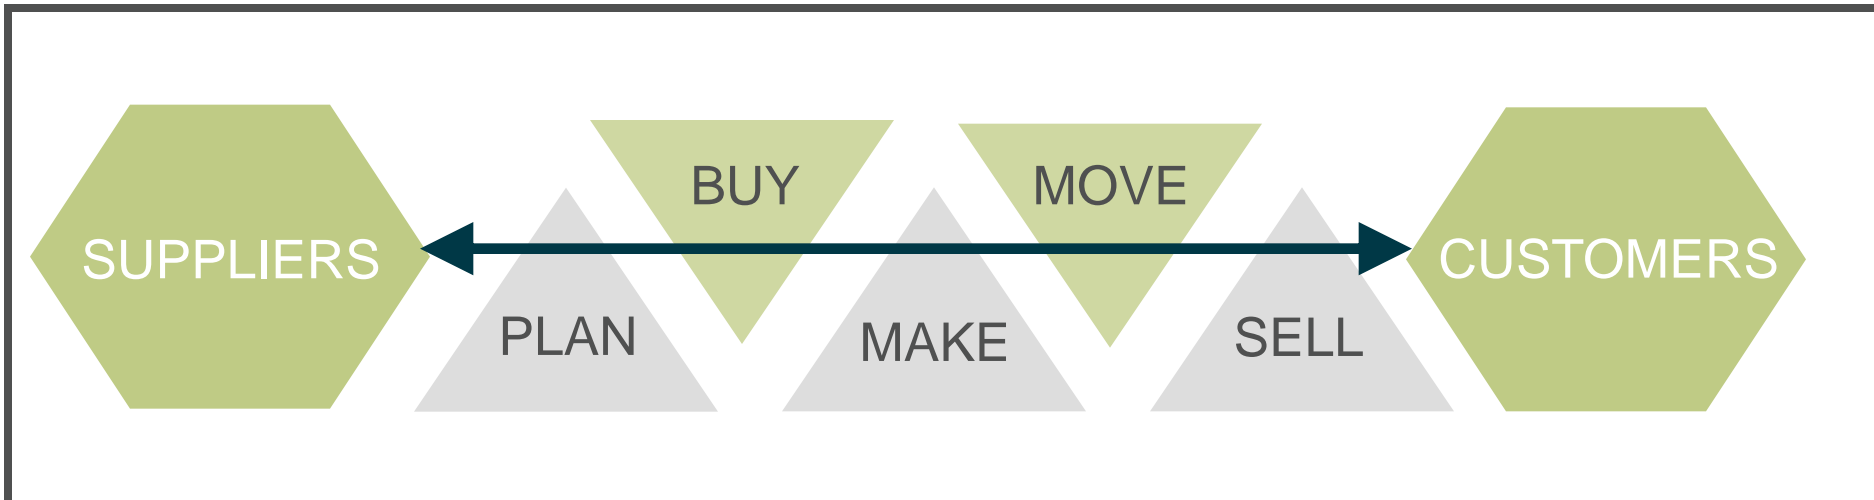 SUPPLIERS
PLAN
BUY
MAKE
MOVE
SELL
CUSTOMERS